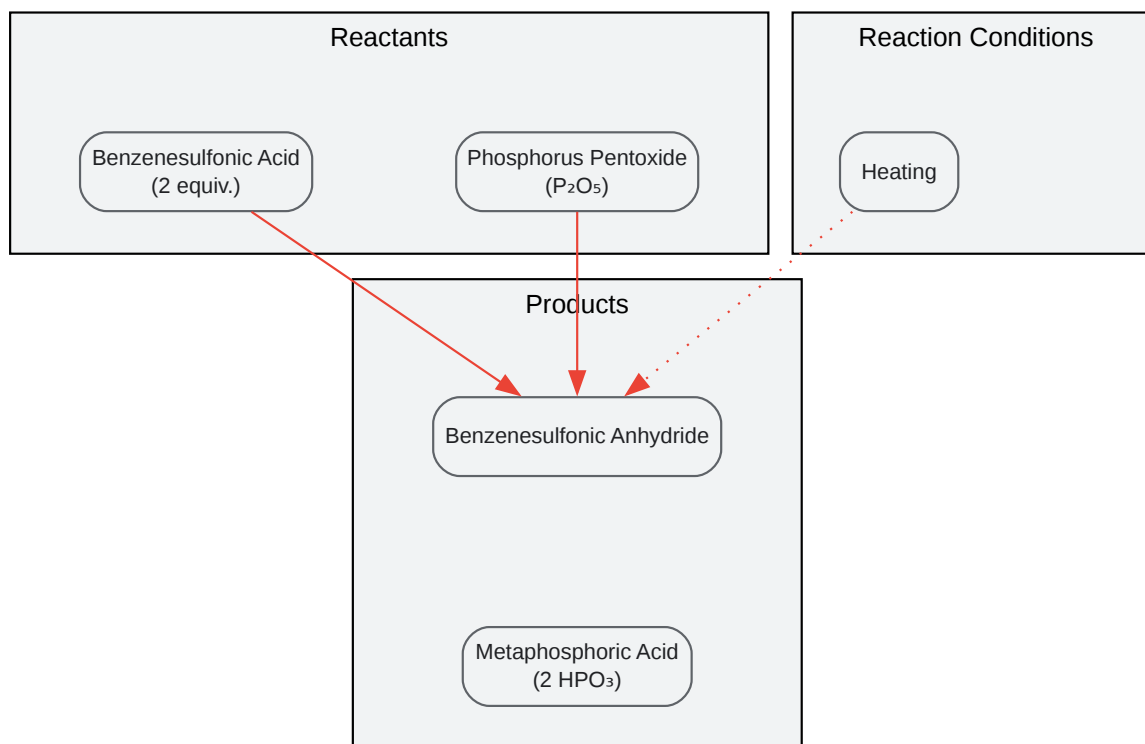 Reactants
Reaction Conditions
Benzenesulfonic Acid
(2 equiv.)
Phosphorus Pentoxide
(P₂O₅)
Heating
Products
Benzenesulfonic Anhydride
Metaphosphoric Acid
(2 HPO₃)